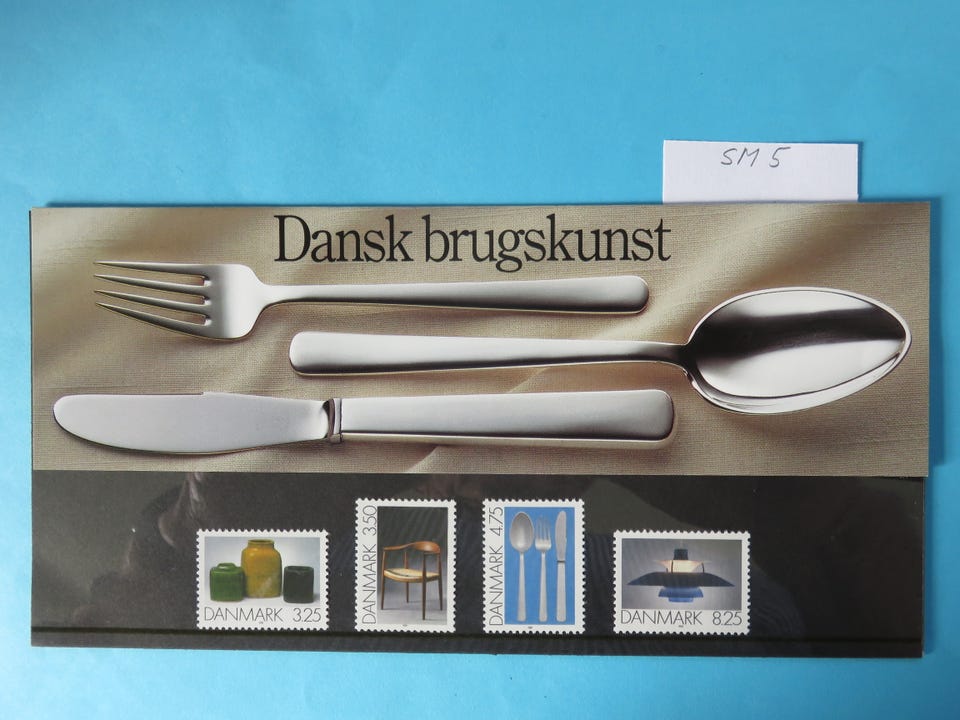 SM 5
Dansk brugskunst
DANMARK 3.25
DANMARK 3.50
DANMARK 4.75
DANMARK 8.25